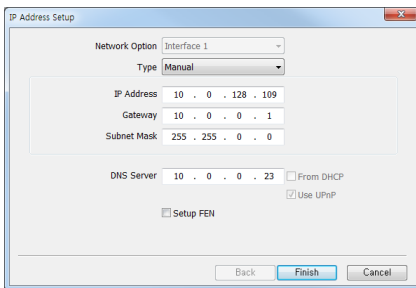 IP Address Setup
Network Option Interface 1
Type Manual
IP Address 10 . 0 . 128 . 109
Gateway 10 . 0 . 0 . 1
Subnet Mask 255 . 255 . 0 . 0
DNS Server 10 . 0 . 0 . 23 From DHCP
Use UPnP
Setup FEN
Back Finish Cancel